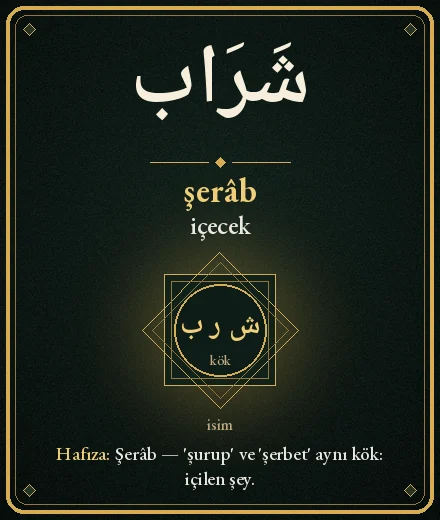 شَرَاب
şerâb
içecek
ش ر ب
kök
isim
Hafıza: Şerâb — 'şurup' ve 'şerbet' aynı kök:
içilen şey.